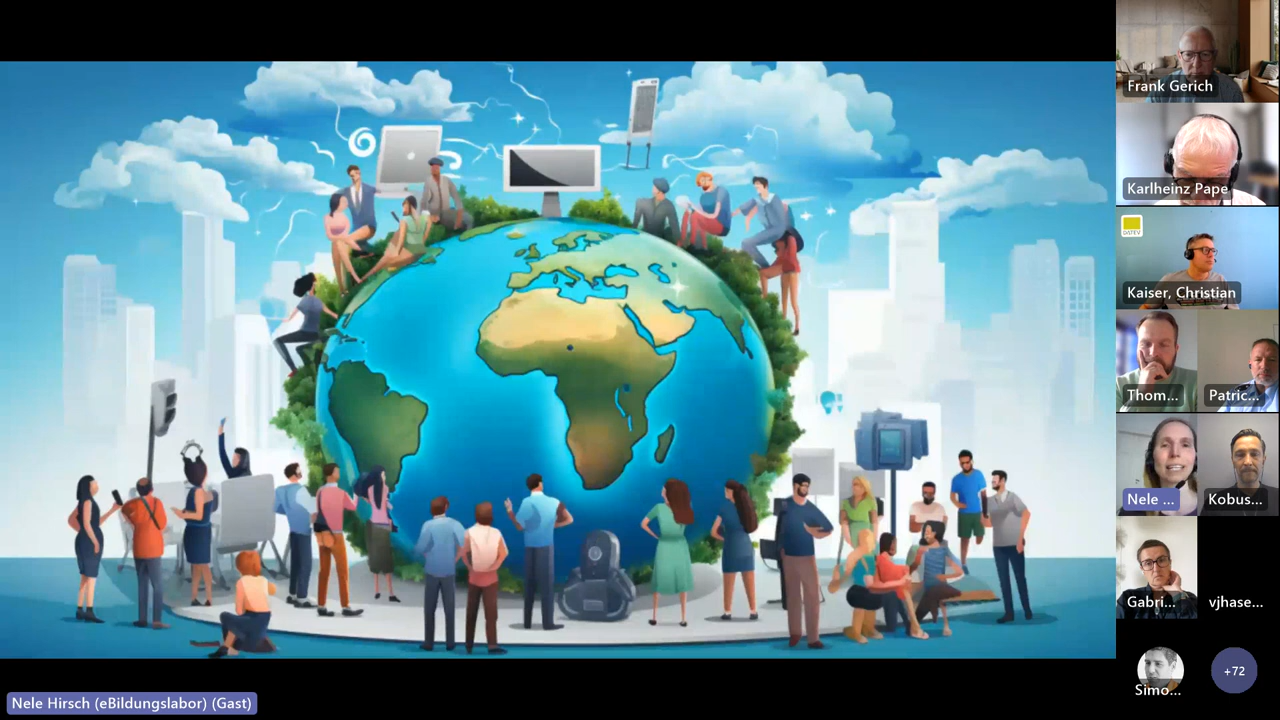 Frank Gerich
Karlheinz Pape
DATEV
Kaiser, Christian
Thom...
Patric...
Nele ...
Kobus...
Gabri...
vjhase...
Simo...
+72
Nele Hirsch (eBildungslabor) (Gast)